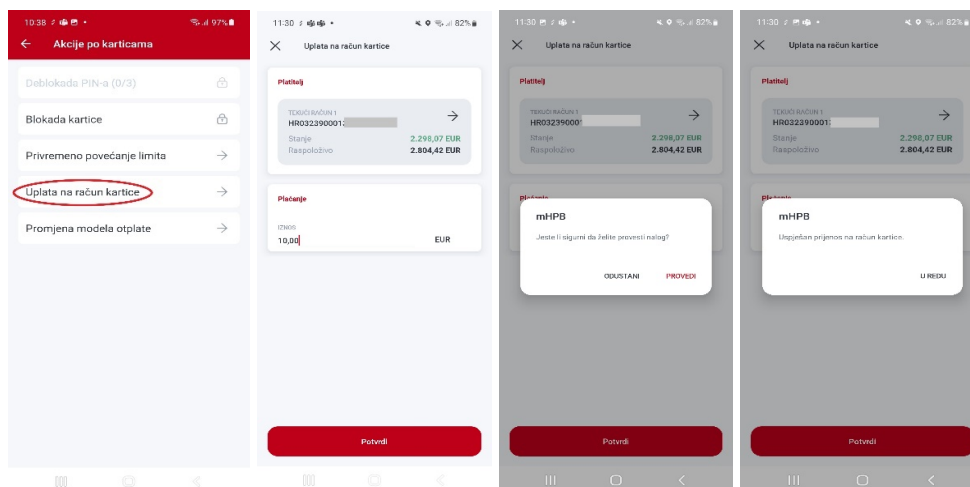 10:38
97%
Akcije po karticama
Deblokada PIN-a (0/3)
Blokada kartice
Privremeno povećanje limita
Uplata na račun kartice
Promjena modela otplate
11:30
82%
Uplata na račun kartice
Platitelj
TEKUĆI RAČUN 1
HR0323900013
Stanje 2.298,07 EUR
Raspoloživo 2.804,42 EUR
Plaćanje
IZNOS
10,00 EUR
Potvrdi
11:30
82%
Uplata na račun kartice
Platitelj
TEKUĆI RAČUN 1
HR03239000
Stanje 2.298,07 EUR
Raspoloživo 2.804,42 EUR
Plaćanje
mHPB
Jeste li sigurni da želite provesti nalog?
ODUSTANI PROVEDI
Potvrdi
11:30
82%
Uplata na račun kartice
Platitelj
TEKUĆI RAČUN 1
HR032390001
Stanje 2.298,07 EUR
Raspoloživo 2.804,42 EUR
Plaćanje
mHPB
Uspješan prijenos na račun kartice.
U REDU
Potvrdi